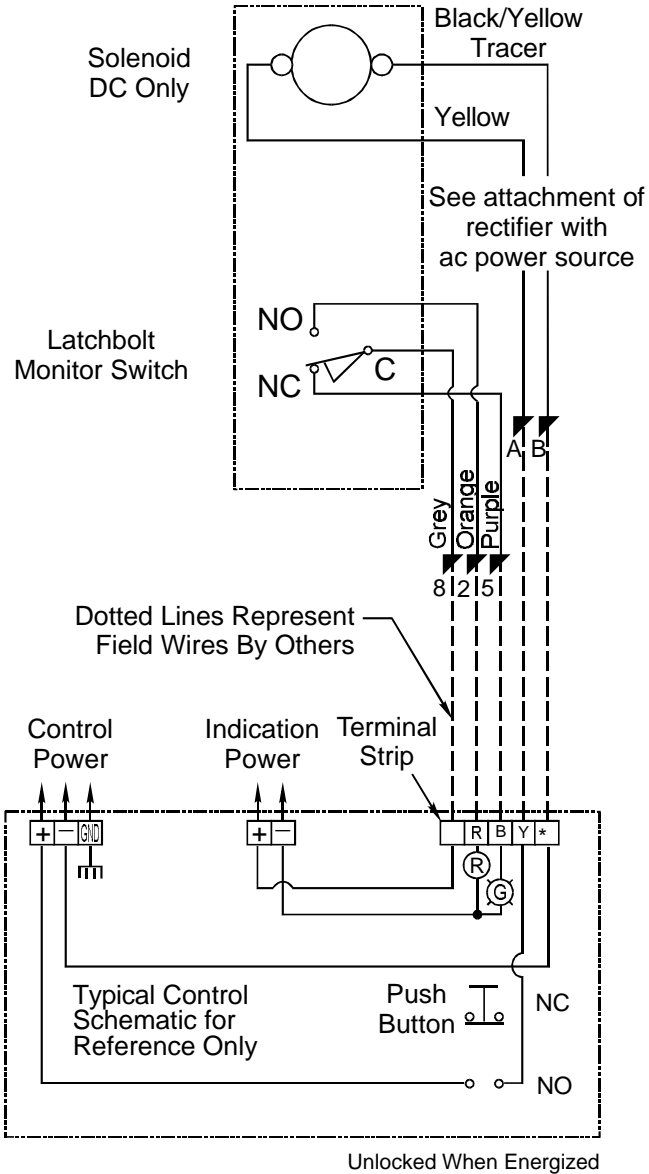 Black/Yellow
Tracer
Solenoid
DC Only
Yellow
See attachment of
rectifier with
ac power source
NO
Latchbolt
Monitor Switch
C
NC
A B
Grey
Orange
Purple
8 2 5
Dotted Lines Represent
Field Wires By Others
Control
Power
Indication
Power
Terminal
Strip
+ — GND
+ —
R B Y *
R
G
Typical Control
Schematic for
Reference Only
Push
Button
NC
NO
Unlocked When Energized